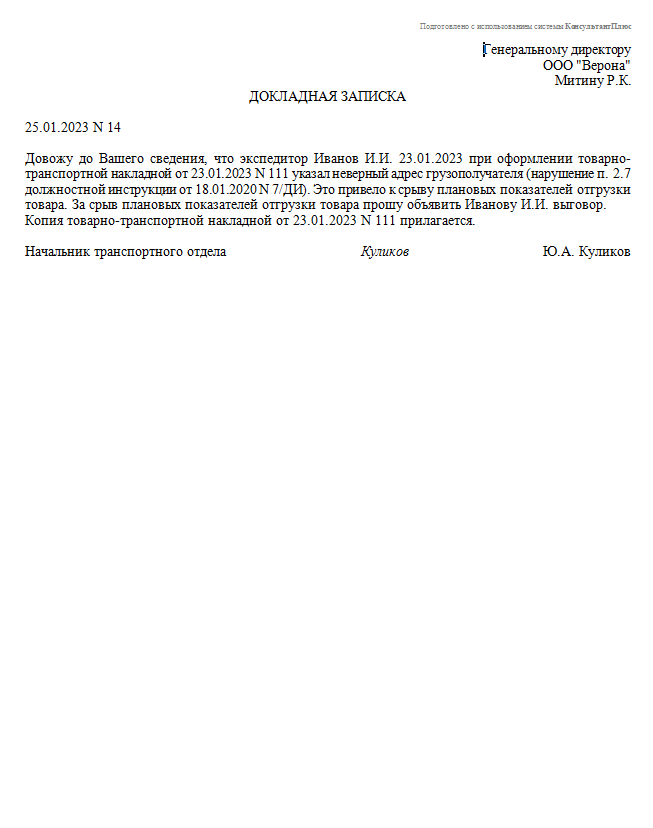 Подготовлено с использованием системы КонсультантПлюс
Генеральному директору
ООО "Верона"
Митину Р.К.
ДОКЛАДНАЯ ЗАПИСКА
25.01.2023 N 14
Довожу до Вашего сведения, что экспедитор Иванов И.И. 23.01.2023 при оформлении товарно-
транспортной накладной от 23.01.2023 N 111 указал неверный адрес грузополучателя (нарушение п. 2.7
должностной инструкции от 18.01.2020 N 7/ДИ). Это привело к срыву плановых показателей отгрузки
товара. За срыв плановых показателей отгрузки товара прошу объявить Иванову И.И. выговор.
Копия товарно-транспортной накладной от 23.01.2023 N 111 прилагается.
Начальник транспортного отдела Куликов Ю.А. Куликов